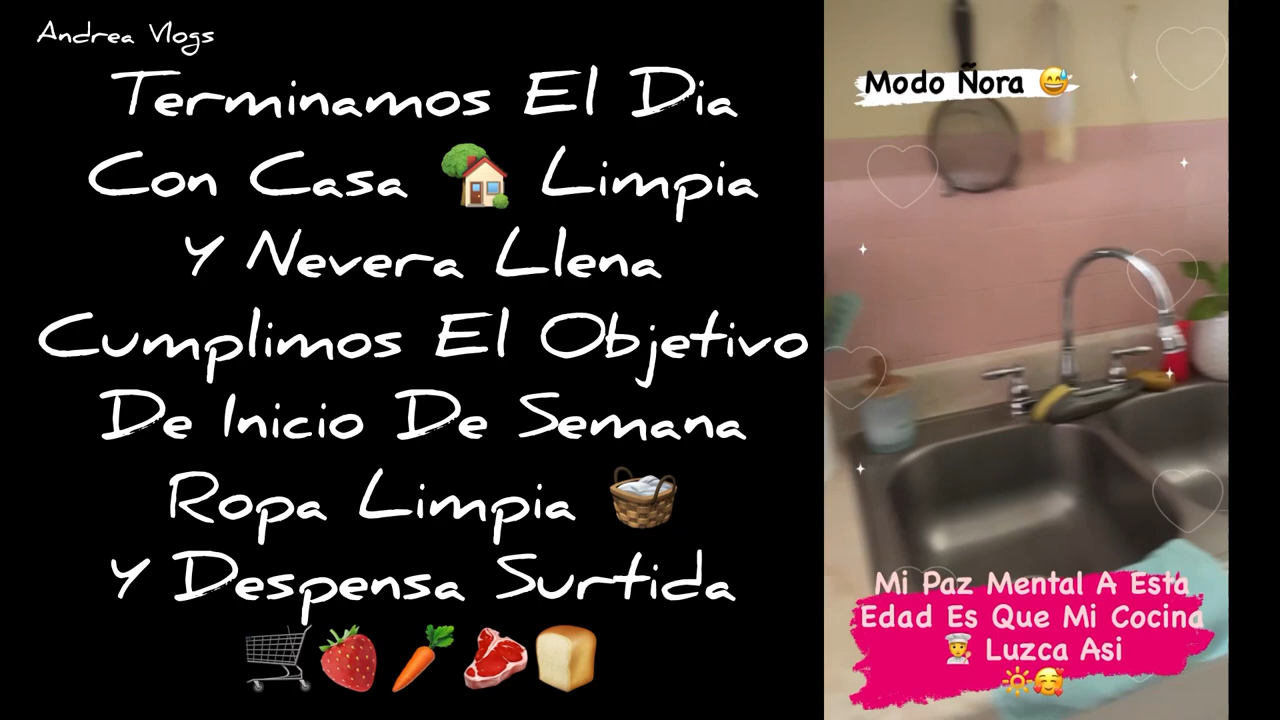 Andrea Vlogs
Terminamos El Dia
Con Casa 🏡 Limpia
Y Nevera Llena
Cumplimos El Objetivo
De Inicio De Semana
Ropa Limpia 🧺
Y Despensa Surtida
🛒🍓🥕🥩🍞
Modo Ñora 😅
Mi Paz Mental A Esta
Edad Es Que Mi Cocina
👩‍🍳 Luzca Asi
🔆🥰